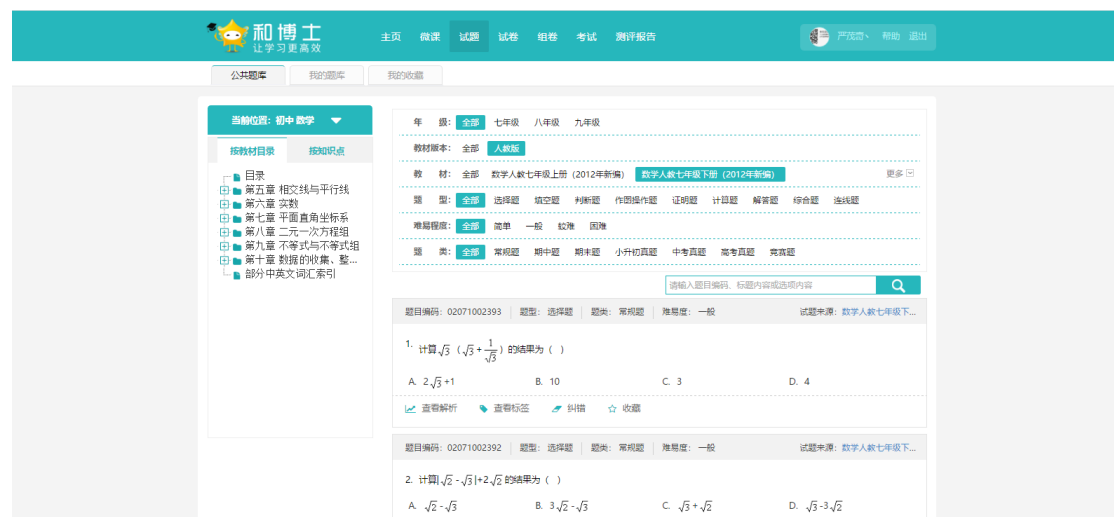 和博士
让学习更高效
主页 微课 试题 试卷 组卷 考试 测评报告
帮助 退出
公共题库 我的题库 我的收藏
当前位置：初中 数学
按教材目录 按知识点
目录
第五章 相交线与平行线
第六章 实数
第七章 平面直角坐标系
第八章 二元一次方程组
第九章 不等式与不等式组
第十章 数据的收集、整...
部分中英文词汇索引
年 级： 全部 七年级 八年级 九年级
教材版本： 全部 人教版
教 材： 全部 数学人教七年级上册（2012年新编） 数学人教七年级下册（2012年新编） 更多
题 型： 全部 选择题 填空题 判断题 作图操作题 证明题 计算题 解答题 综合题 连线题
难易程度： 全部 简单 一般 较难 困难
题 类： 全部 常规题 期中题 期末题 小升初真题 中考真题 高考真题 竞赛题
请输入题目编码、标题内容或选项内容
题目编码：02071002393 题型：选择题 题类：常规题 难易度：一般 试题来源：数学人教七年级下...
1. 计算√3（√3+1/√3）的结果为（ ）
A. 2√3+1 B. 10 C. 3 D. 4
查看解析 查看标签 纠错 收藏
题目编码：02071002392 题型：选择题 题类：常规题 难易度：一般 试题来源：数学人教七年级下...
2. 计算|√2-√3|+2√2的结果为（ ）
A. √2-√3 B. 3√2-√3 C. √3+√2 D. √3-3√2